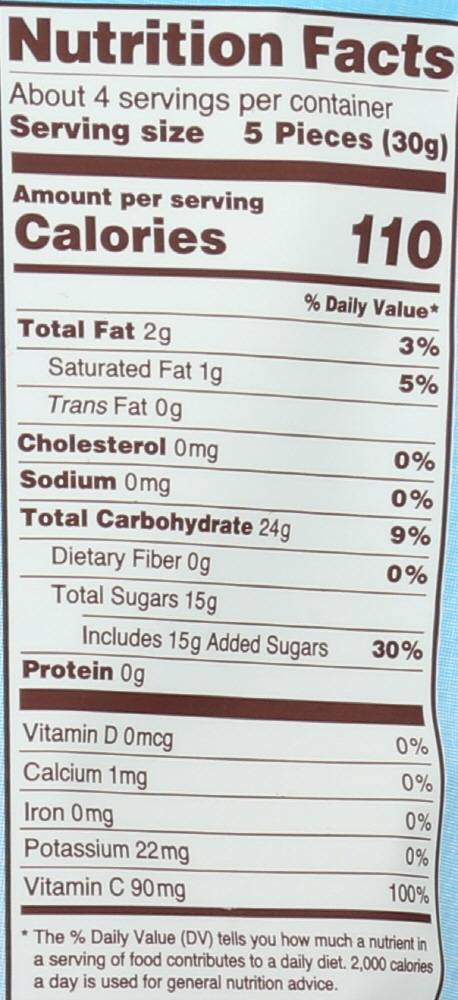 Nutrition Facts
About 4 servings per container
Serving size 5 Pieces (30g)
Amount per serving
Calories 110
% Daily Value*
Total Fat 2g 3%
Saturated Fat 1g 5%
Trans Fat 0g
Cholesterol 0mg 0%
Sodium 0mg 0%
Total Carbohydrate 24g 9%
Dietary Fiber 0g 0%
Total Sugars 15g
Includes 15g Added Sugars 30%
Protein 0g
Vitamin D 0mcg 0%
Calcium 1mg 0%
Iron 0mg 0%
Potassium 22mg 0%
Vitamin C 90mg 100%
* The % Daily Value (DV) tells you how much a nutrient in
a serving of food contributes to a daily diet. 2,000 calories
a day is used for general nutrition advice.